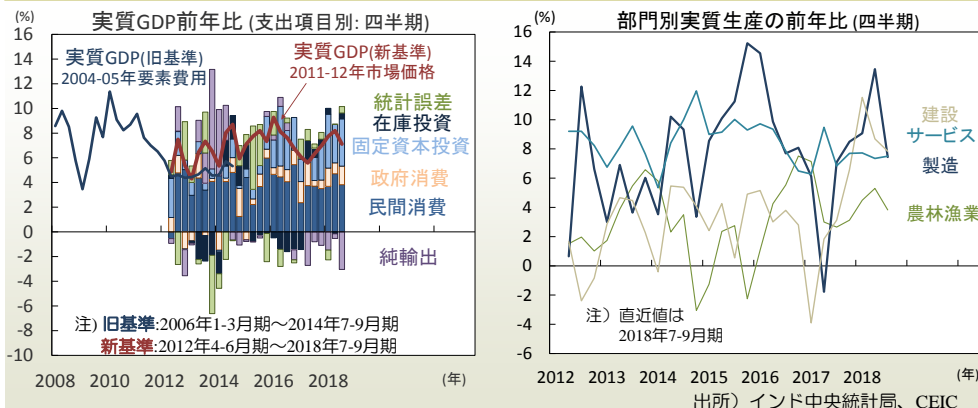 実質GDP前年比 (支出項目別: 四半期)
(%)
16
14
12
10
8
6
4
2
0
-2
-4
-6
-8
-10
実質GDP(旧基準)
2004-05年要素費用
実質GDP(新基準)
2011-12年市場価格
統計誤差
在庫投資
固定資本投資
政府消費
民間消費
純輸出
注) 旧基準:2006年1-3月期～2014年7-9月期
新基準:2012年4-6月期～2018年7-9月期
2008 2010 2012 2014 2016 2018 (年)
部門別実質生産の前年比 (四半期)
(%)
16
14
12
10
8
6
4
2
0
-2
-4
-6
建設
サービス
製造
農林漁業
注）直近値は
2018年7-9月期
2012 2013 2014 2015 2016 2017 2018 (年)
出所）インド中央統計局、CEIC